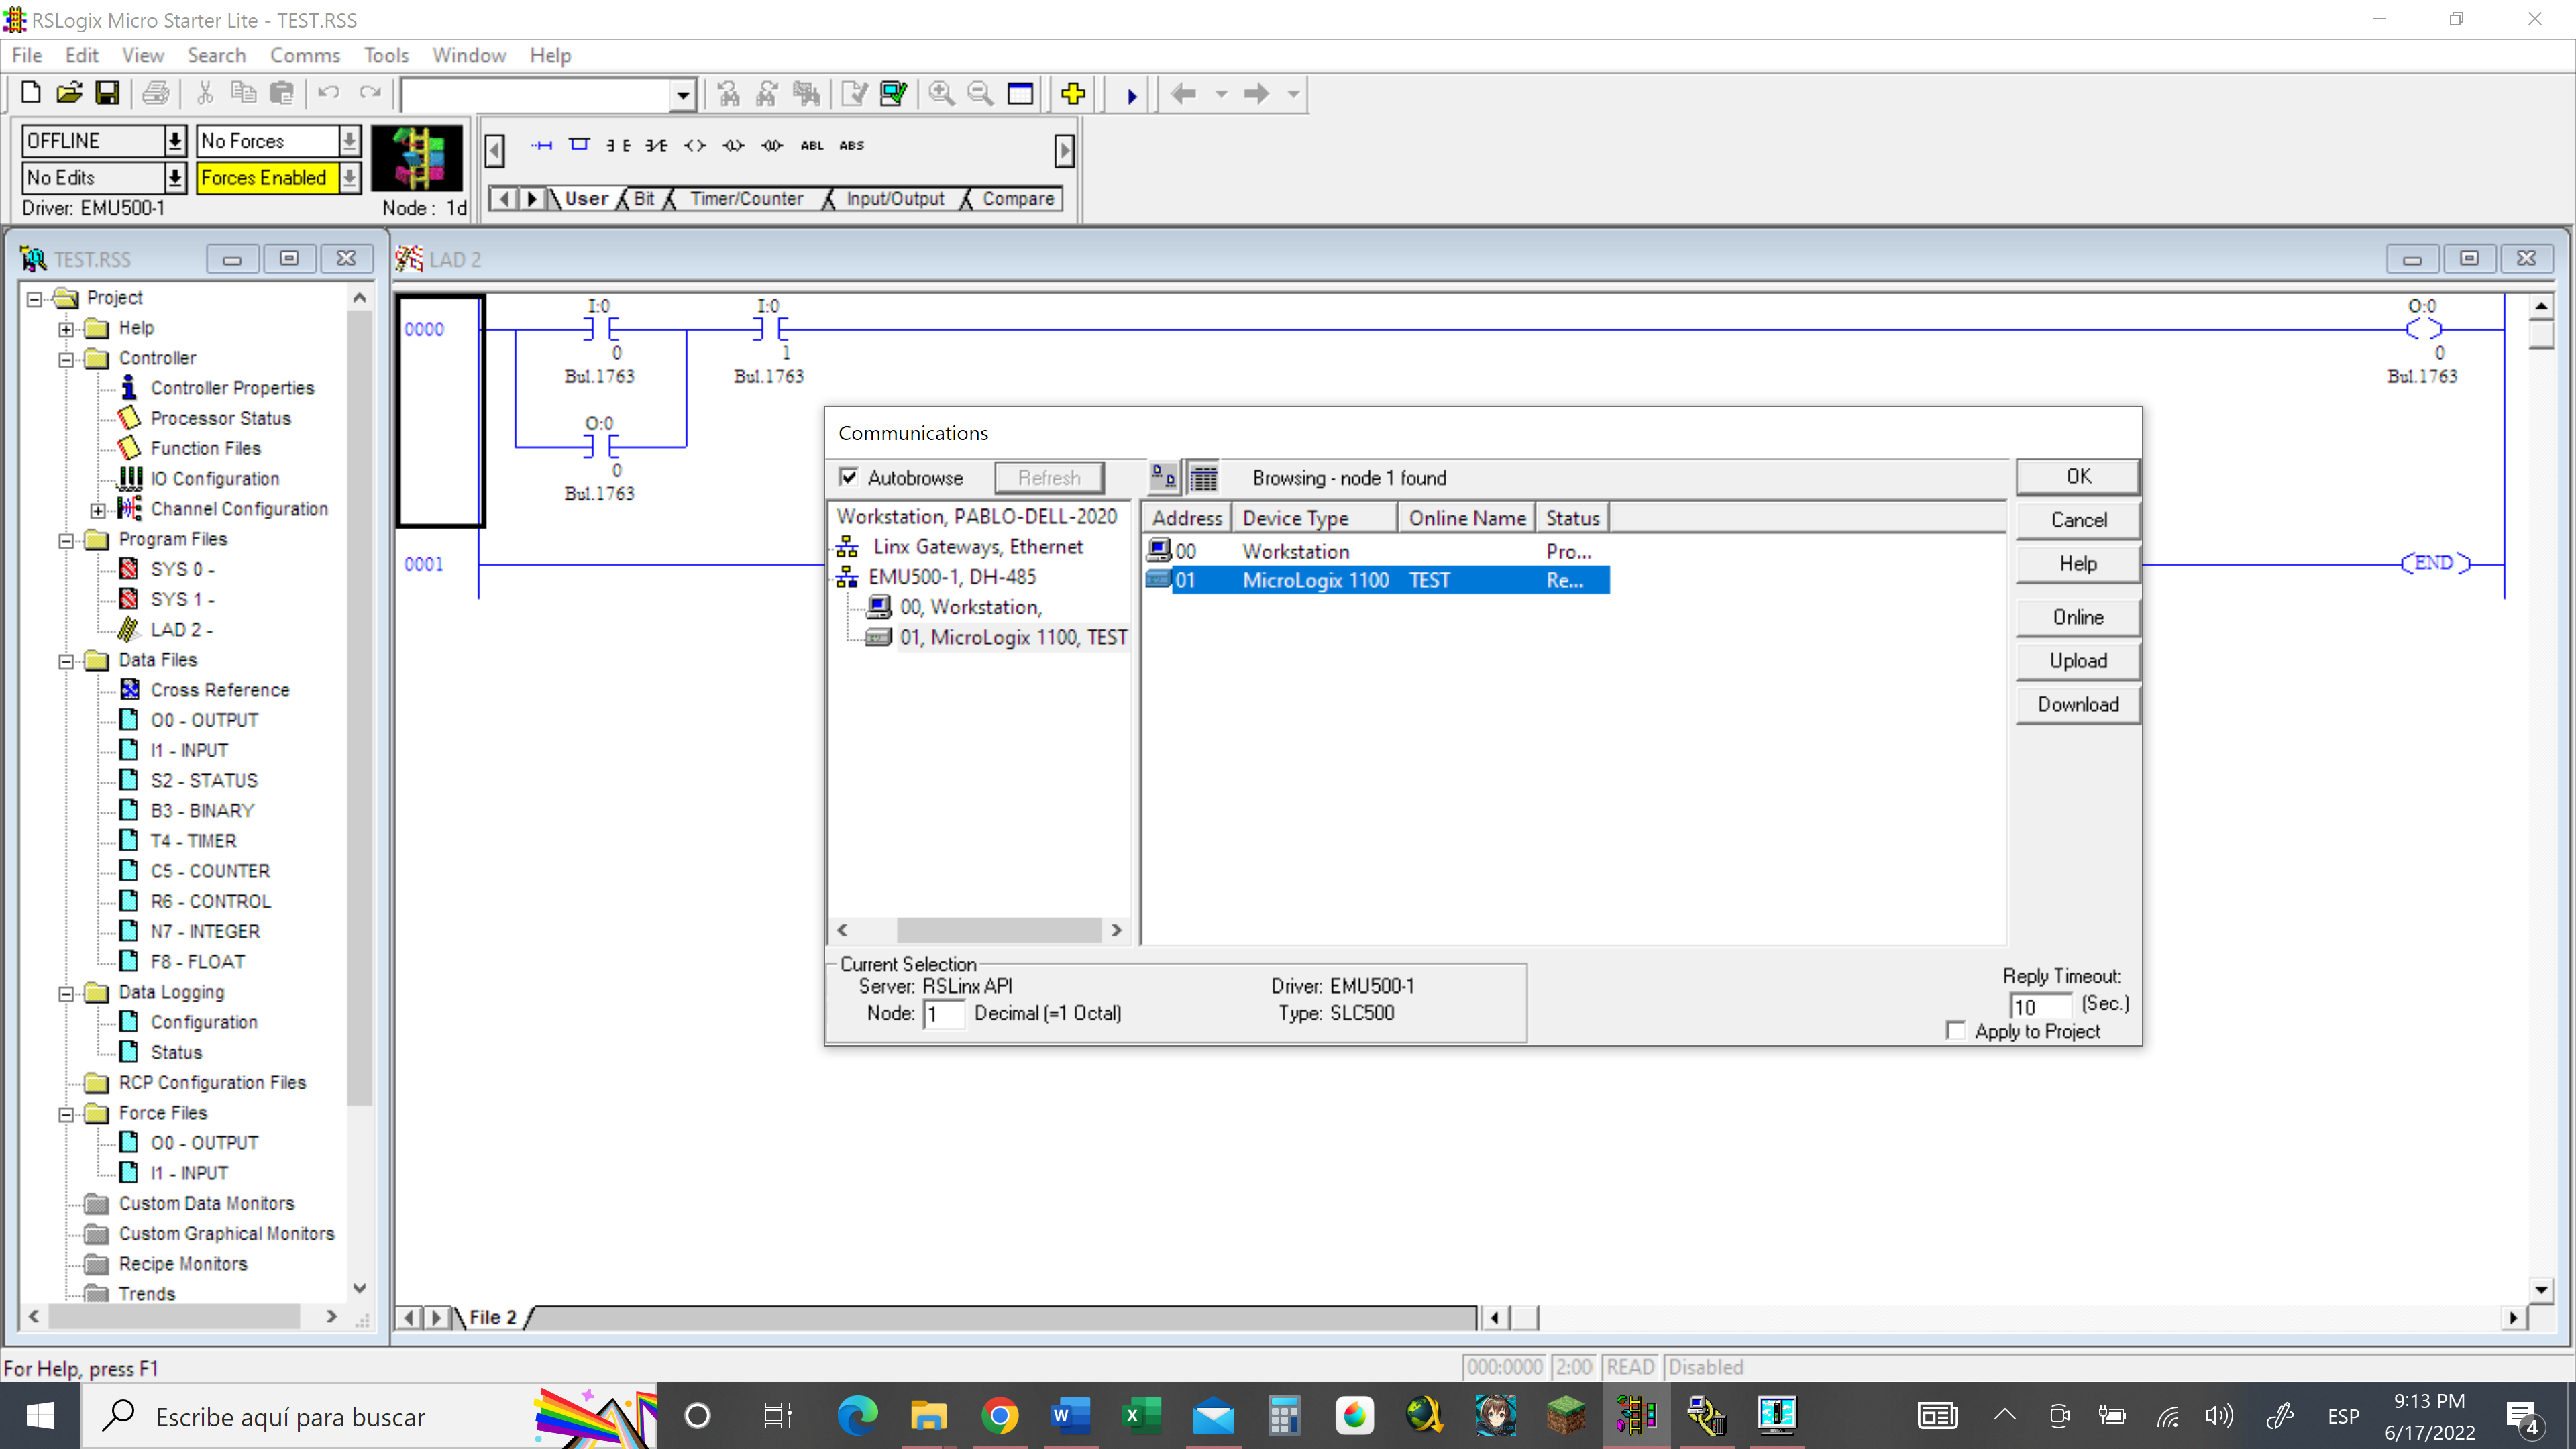 RSLogix Micro Starter Lite - TEST.RSS
File Edit View Search Comms Tools Window Help
OFFLINE No Forces
No Edits Forces Enabled
Driver: EMU500-1 Node : 1d
ABL ABS
User Bit Timer/Counter Input/Output Compare
TEST.RSS
Project
Help
Controller
Controller Properties
Processor Status
Function Files
IO Configuration
Channel Configuration
Program Files
SYS 0 -
SYS 1 -
LAD 2 -
Data Files
Cross Reference
O0 - OUTPUT
I1 - INPUT
S2 - STATUS
B3 - BINARY
T4 - TIMER
C5 - COUNTER
R6 - CONTROL
N7 - INTEGER
F8 - FLOAT
Data Logging
Configuration
Status
RCP Configuration Files
Force Files
O0 - OUTPUT
I1 - INPUT
Custom Data Monitors
Custom Graphical Monitors
Recipe Monitors
Trends
LAD 2
I:0 I:0 O:0
0000
0 1 0
Bul.1763 Bul.1763 Bul.1763
O:0
0
Bul.1763
0001 END
Communications
Autobrowse Refresh Browsing - node 1 found
Workstation, PABLO-DELL-2020
Linx Gateways, Ethernet
EMU500-1, DH-485
00, Workstation,
01, MicroLogix 1100, TEST
Address Device Type Online Name Status
00 Workstation Pro...
01 MicroLogix 1100 TEST Re...
OK
Cancel
Help
Online
Upload
Download
Current Selection
Server: RSLinx API Driver: EMU500-1
Node: 1 Decimal (=1 Octal) Type: SLC500
Reply Timeout:
10 (Sec.)
Apply to Project
File 2
For Help, press F1
000:0000 2:00 READ Disabled
Escribe aquí para buscar
ESP
9:13 PM
6/17/2022
4